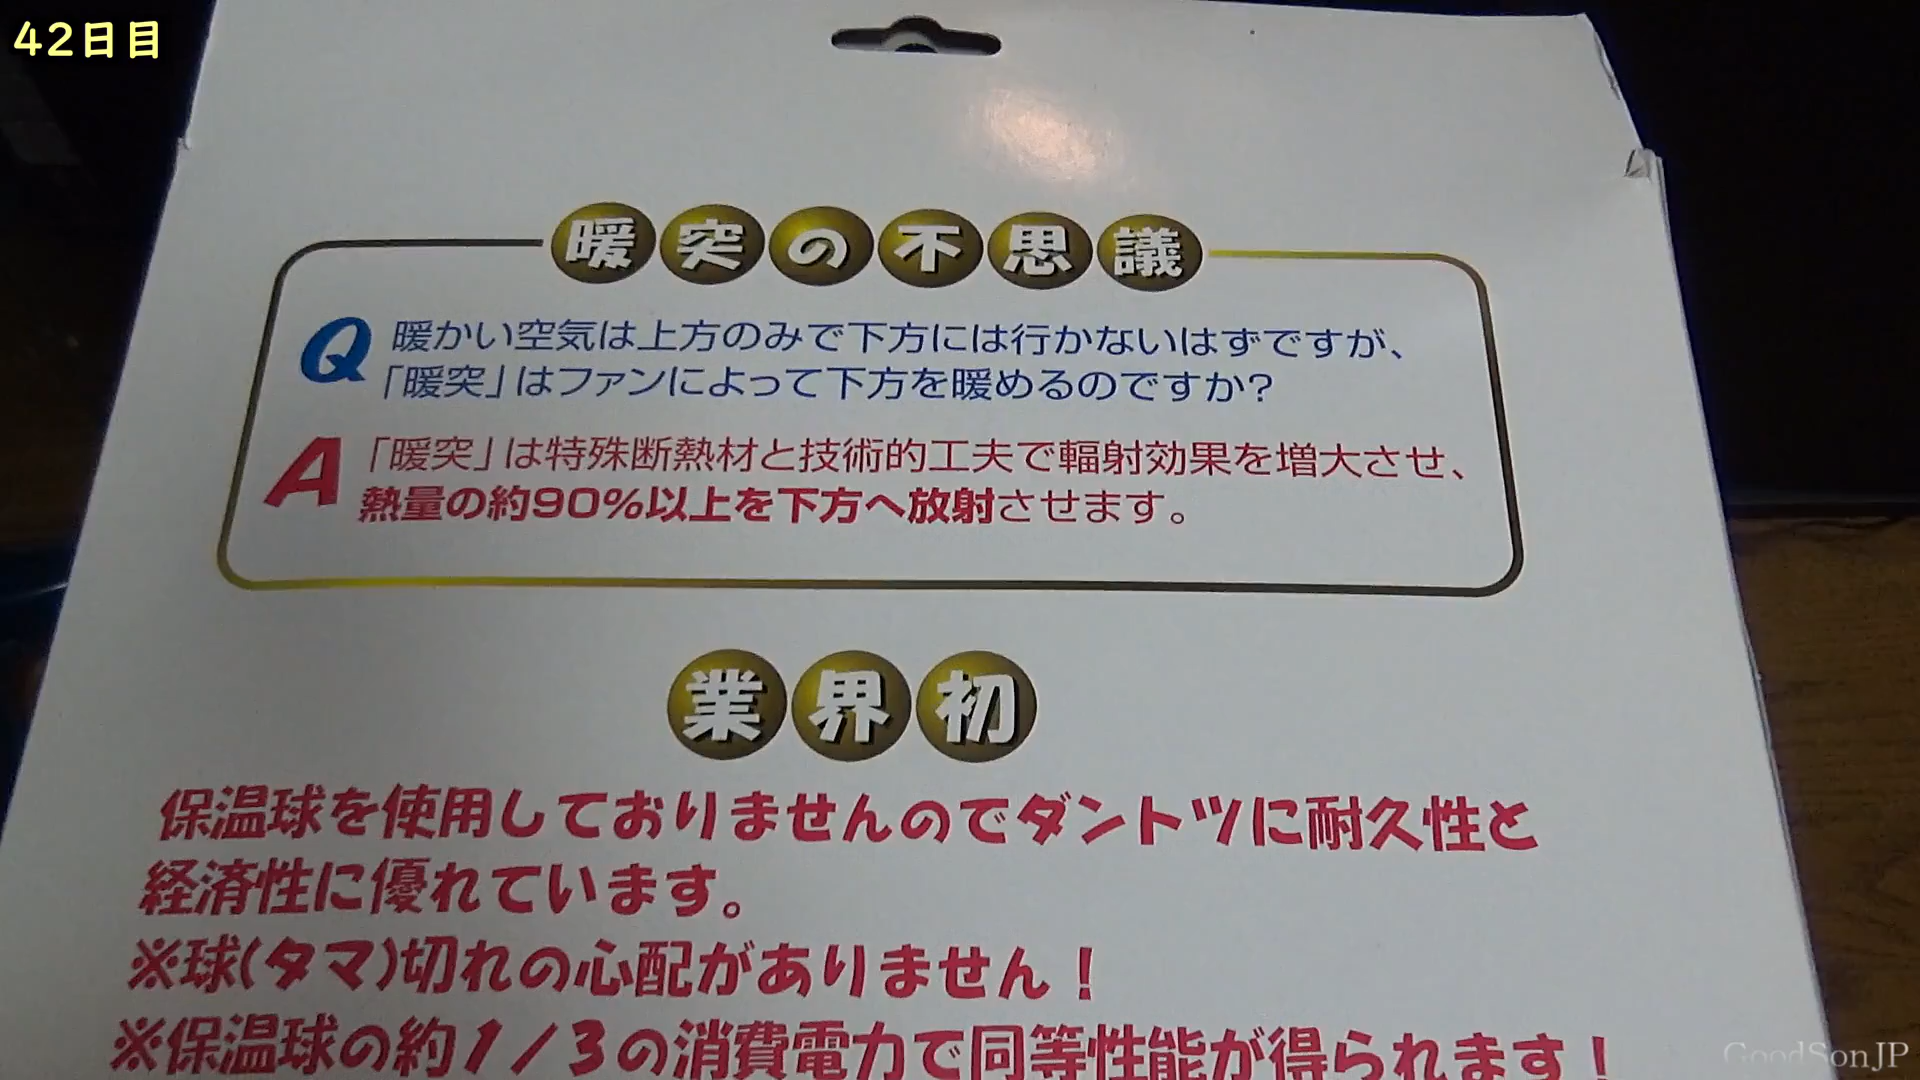 42日目
暖突の不思議
Q 暖かい空気は上方のみで下方には行かないはずですが、
「暖突」はファンによって下方を暖めるのですか？
A 「暖突」は特殊断熱材と技術的工夫で輻射効果を増大させ、
熱量の約90%以上を下方へ放射させます。
業界初
保温球を使用しておりませんのでダントツに耐久性と
経済性に優れています。
※球(タマ)切れの心配がありません！
※保温球の約1/3の消費電力で同等性能が得られます！
GoodSonJP